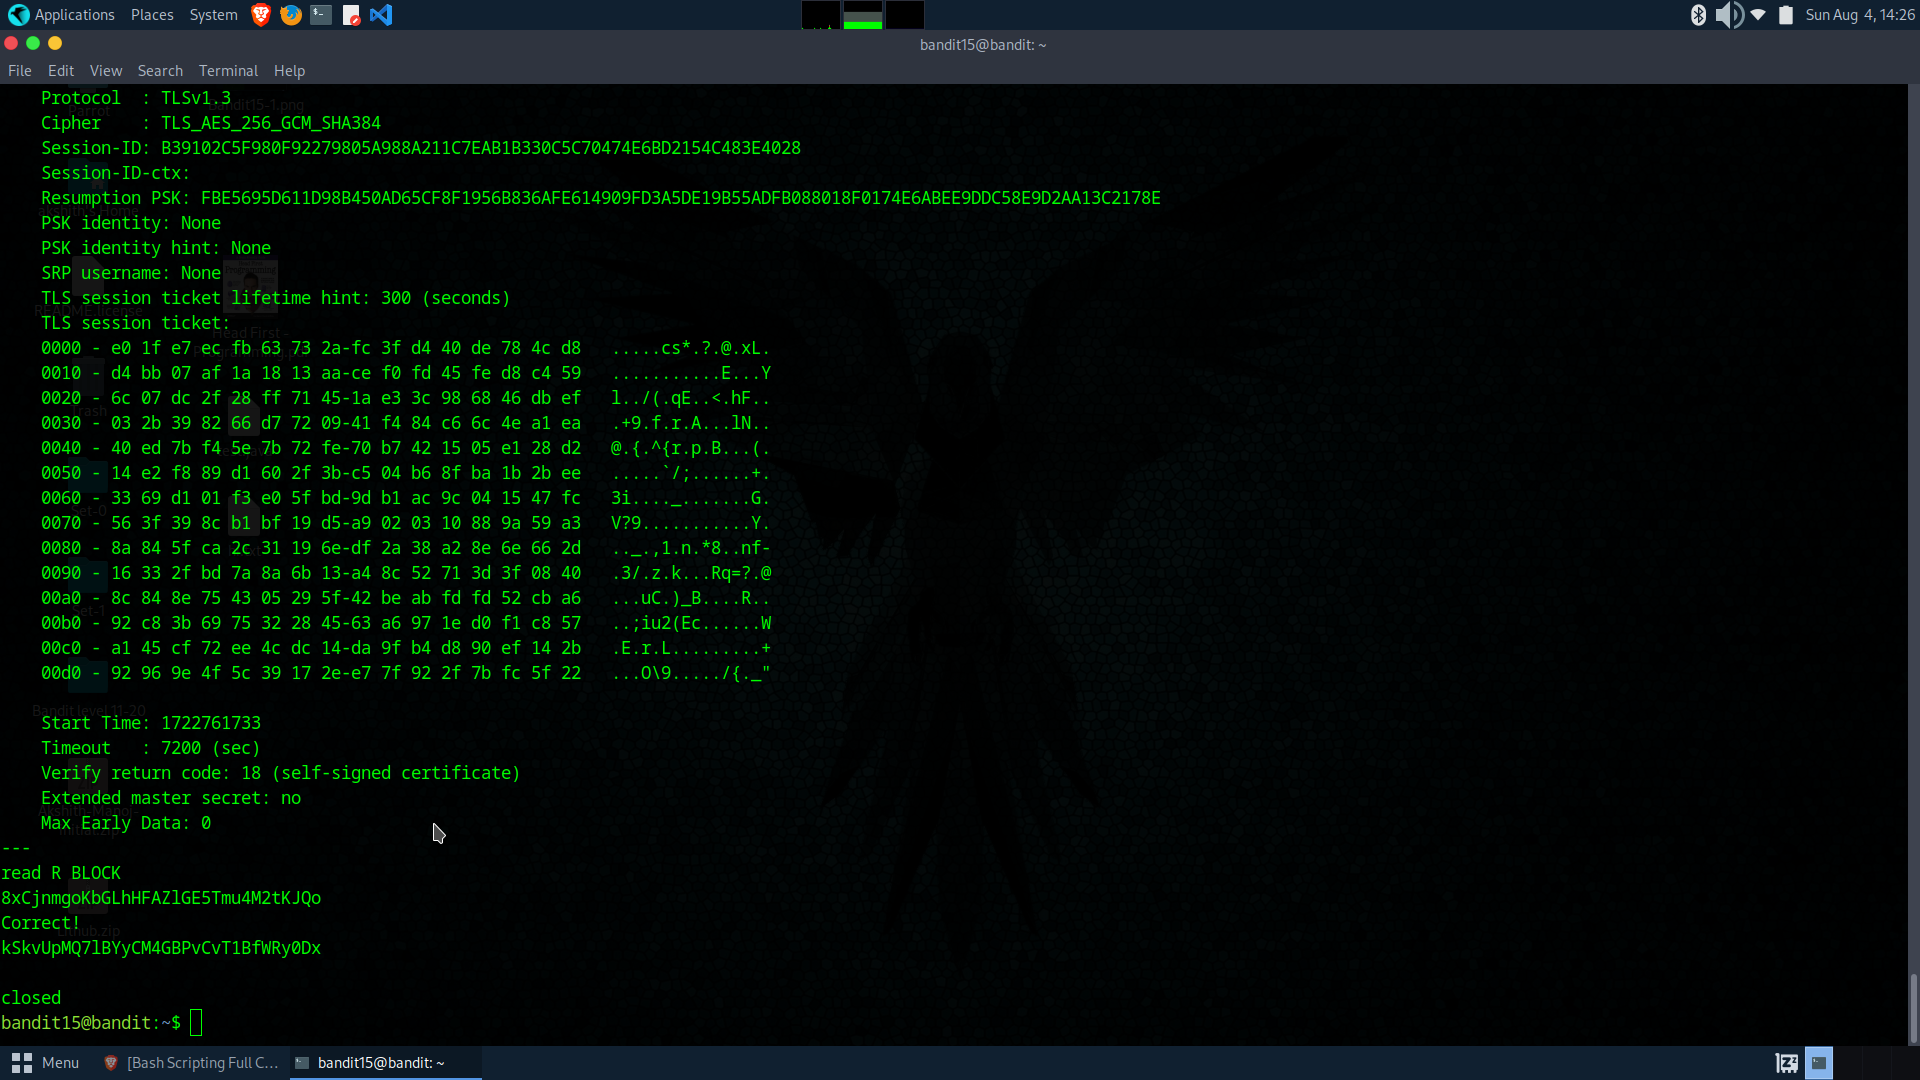 Applications Places System Sun Aug 4, 14:26
bandit15@bandit: ~
File Edit View Search Terminal Help
Protocol : TLSv1.3
Cipher : TLS_AES_256_GCM_SHA384
Session-ID: B39102C5F980F92279805A988A211C7EAB1B330C5C70474E6BD2154C483E4028
Session-ID-ctx:
Resumption PSK: FBE5695D611D98B450AD65CF8F1956B836AFE614909FD3A5DE19B55ADFB088018F0174E6ABEE9DDC58E9D2AA13C2178E
PSK identity: None
PSK identity hint: None
SRP username: None
TLS session ticket lifetime hint: 300 (seconds)
TLS session ticket:
0000 - e0 1f e7 ec fb 63 73 2a-fc 3f d4 40 de 78 4c d8 .....cs*.?.@.xL.
0010 - d4 bb 07 af 1a 18 13 aa-ce f0 fd 45 fe d8 c4 59 ...........E...Y
0020 - 6c 07 dc 2f 28 ff 71 45-1a e3 3c 98 68 46 db ef l../(.qE..<.hF..
0030 - 03 2b 39 82 66 d7 72 09-41 f4 84 c6 6c 4e a1 ea .+9.f.r.A...lN..
0040 - 40 ed 7b f4 5e 7b 72 fe-70 b7 42 15 05 e1 28 d2 @.{.^{r.p.B...(.
0050 - 14 e2 f8 89 d1 60 2f 3b-c5 04 b6 8f ba 1b 2b ee .....`/;......+.
0060 - 33 69 d1 01 f3 e0 5f bd-9d b1 ac 9c 04 15 47 fc 3i...._.......G.
0070 - 56 3f 39 8c b1 bf 19 d5-a9 02 03 10 88 9a 59 a3 V?9...........Y.
0080 - 8a 84 5f ca 2c 31 19 6e-df 2a 38 a2 8e 6e 66 2d .._.,1.n.*8..nf-
0090 - 16 33 2f bd 7a 8a 6b 13-a4 8c 52 71 3d 3f 08 40 .3/.z.k...Rq=?.@
00a0 - 8c 84 8e 75 43 05 29 5f-42 be ab fd fd 52 cb a6 ...uC.)_B....R..
00b0 - 92 c8 3b 69 75 32 28 45-63 a6 97 1e d0 f1 c8 57 ..;iu2(Ec......W
00c0 - a1 45 cf 72 ee 4c dc 14-da 9f b4 d8 90 ef 14 2b .E.r.L.........+
00d0 - 92 96 9e 4f 5c 39 17 2e-e7 7f 92 2f 7b fc 5f 22 ...O\9...../{._"
Start Time: 1722761733
Timeout : 7200 (sec)
Verify return code: 18 (self-signed certificate)
Extended master secret: no
Max Early Data: 0
---
read R BLOCK
8xCjnmgoKbGLhHFAZlGE5Tmu4M2tKJQo
Correct!
kSkvUpMQ7lBYyCM4GBPvCvT1BfWRy0Dx
closed
bandit15@bandit:~$
Menu [Bash Scripting Full C... bandit15@bandit: ~